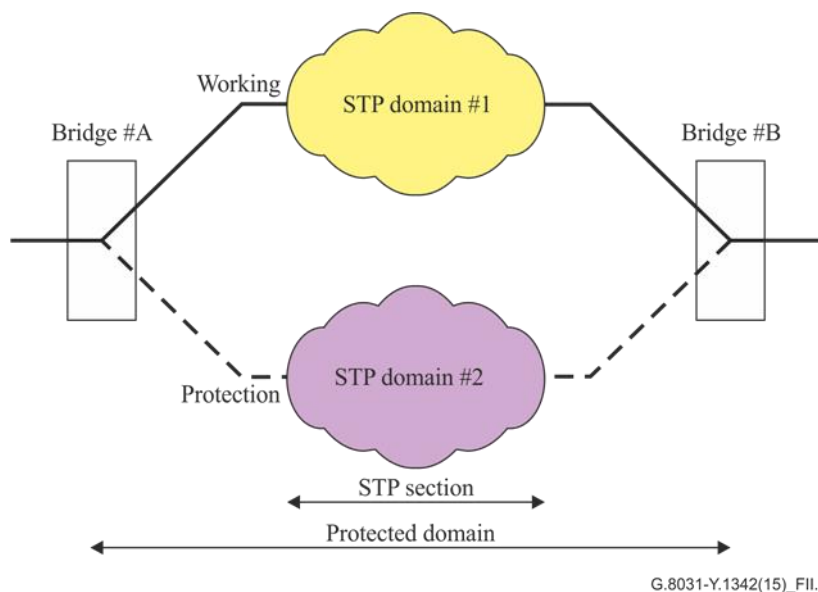 Working
STP domain #1
Bridge #A
Bridge #B
STP domain #2
Protection
STP section
Protected domain
G.8031-Y.1342(15)_FII.